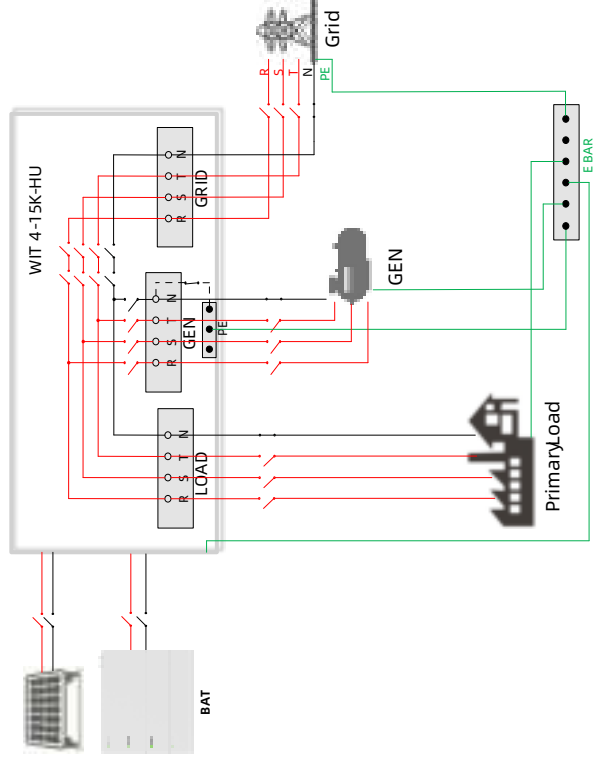 WIT 4-15K-HU
R S T N
GRID
R S T N
GEN
PE
R S T N
LOAD
BAT
R
S
T
N
PE
Grid
GEN
PrimaryLoad
E BAR